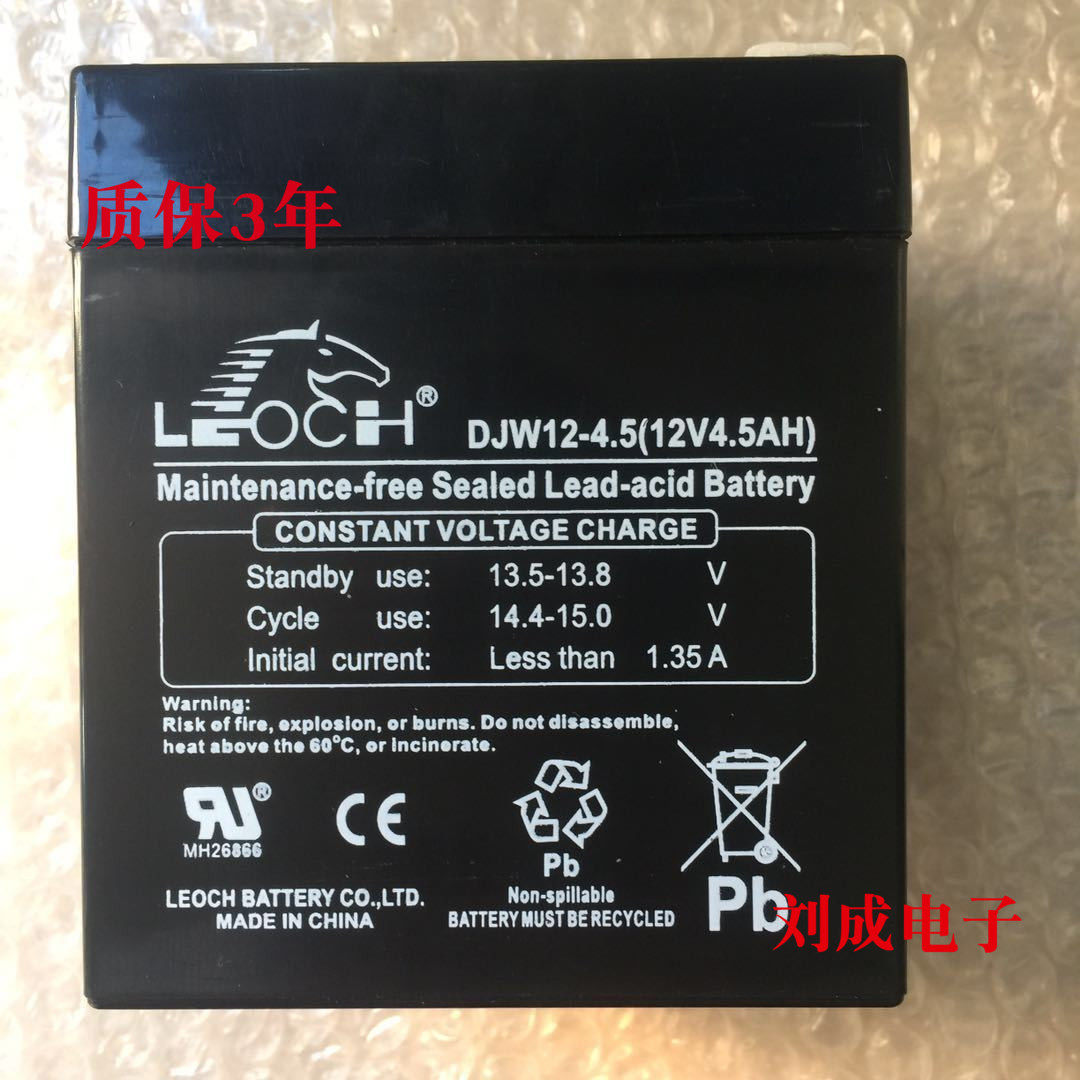 质保3年
LEOCH®
DJW12-4.5(12V4.5AH)
Maintenance-free Sealed Lead-acid Battery
CONSTANT VOLTAGE CHARGE
Standby use: 13.5-13.8 V
Cycle use: 14.4-15.0 V
Initial current: Less than 1.35 A
Warning:
Risk of fire, explosion, or burns. Do not disassemble,
heat above the 60°C, or incinerate.
RU®
MH26866
CE
Pb
Non-spillable
BATTERY MUST BE RECYCLED
LEOCH BATTERY CO.,LTD.
MADE IN CHINA
Pb
刘成电子